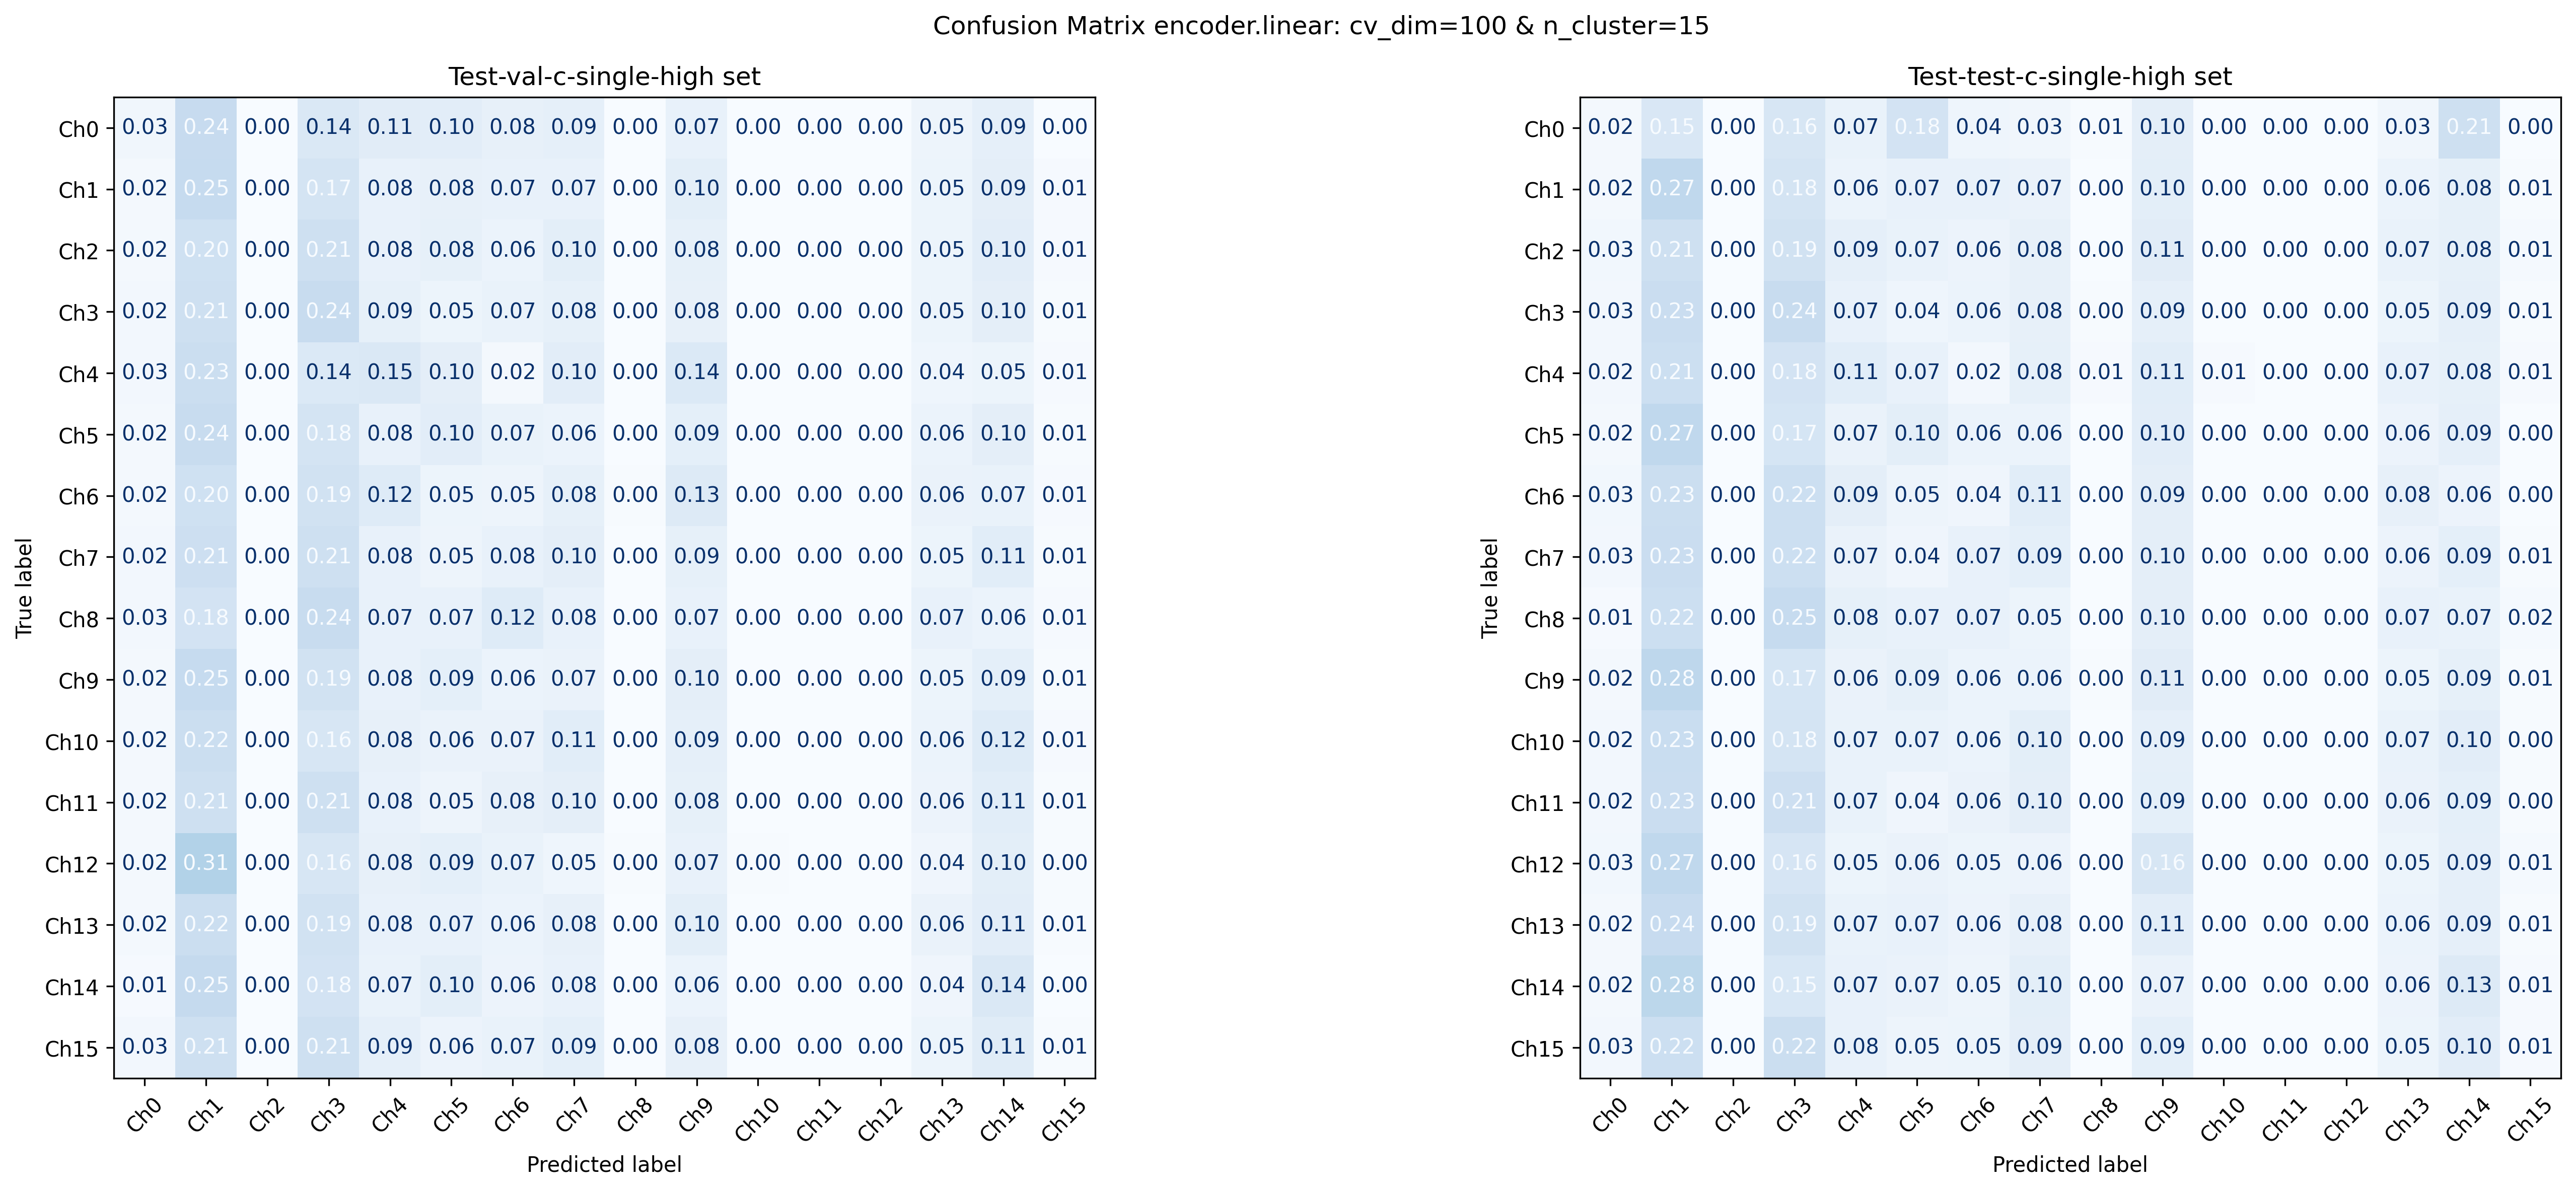 Confusion Matrix encoder.linear: cv_dim=100 & n_cluster=15
Test-val-c-single-high set
True label
Ch0 0.03 0.24 0.00 0.14 0.11 0.10 0.08 0.09 0.00 0.07 0.00 0.00 0.00 0.05 0.09 0.00
Ch1 0.02 0.25 0.00 0.17 0.08 0.08 0.07 0.07 0.00 0.10 0.00 0.00 0.00 0.05 0.09 0.01
Ch2 0.02 0.20 0.00 0.21 0.08 0.08 0.06 0.10 0.00 0.08 0.00 0.00 0.00 0.05 0.10 0.01
Ch3 0.02 0.21 0.00 0.24 0.09 0.05 0.07 0.08 0.00 0.08 0.00 0.00 0.00 0.05 0.10 0.01
Ch4 0.03 0.23 0.00 0.14 0.15 0.10 0.02 0.10 0.00 0.14 0.00 0.00 0.00 0.04 0.05 0.01
Ch5 0.02 0.24 0.00 0.18 0.08 0.10 0.07 0.06 0.00 0.09 0.00 0.00 0.00 0.06 0.10 0.01
Ch6 0.02 0.20 0.00 0.19 0.12 0.05 0.05 0.08 0.00 0.13 0.00 0.00 0.00 0.06 0.07 0.01
Ch7 0.02 0.21 0.00 0.21 0.08 0.05 0.08 0.10 0.00 0.09 0.00 0.00 0.00 0.05 0.11 0.01
Ch8 0.03 0.18 0.00 0.24 0.07 0.07 0.12 0.08 0.00 0.07 0.00 0.00 0.00 0.07 0.06 0.01
Ch9 0.02 0.25 0.00 0.19 0.08 0.09 0.06 0.07 0.00 0.10 0.00 0.00 0.00 0.05 0.09 0.01
Ch10 0.02 0.22 0.00 0.16 0.08 0.06 0.07 0.11 0.00 0.09 0.00 0.00 0.00 0.06 0.12 0.01
Ch11 0.02 0.21 0.00 0.21 0.08 0.05 0.08 0.10 0.00 0.08 0.00 0.00 0.00 0.06 0.11 0.01
Ch12 0.02 0.31 0.00 0.16 0.08 0.09 0.07 0.05 0.00 0.07 0.00 0.00 0.00 0.04 0.10 0.00
Ch13 0.02 0.22 0.00 0.19 0.08 0.07 0.06 0.08 0.00 0.10 0.00 0.00 0.00 0.06 0.11 0.01
Ch14 0.01 0.25 0.00 0.18 0.07 0.10 0.06 0.08 0.00 0.06 0.00 0.00 0.00 0.04 0.14 0.00
Ch15 0.03 0.21 0.00 0.21 0.09 0.06 0.07 0.09 0.00 0.08 0.00 0.00 0.00 0.05 0.11 0.01
Ch0 Ch1 Ch2 Ch3 Ch4 Ch5 Ch6 Ch7 Ch8 Ch9 Ch10 Ch11 Ch12 Ch13 Ch14 Ch15
Predicted label
Test-test-c-single-high set
True label
Ch0 0.02 0.15 0.00 0.16 0.07 0.18 0.04 0.03 0.01 0.10 0.00 0.00 0.00 0.03 0.21 0.00
Ch1 0.02 0.27 0.00 0.18 0.06 0.07 0.07 0.07 0.00 0.10 0.00 0.00 0.00 0.06 0.08 0.01
Ch2 0.03 0.21 0.00 0.19 0.09 0.07 0.06 0.08 0.00 0.11 0.00 0.00 0.00 0.07 0.08 0.01
Ch3 0.03 0.23 0.00 0.24 0.07 0.04 0.06 0.08 0.00 0.09 0.00 0.00 0.00 0.05 0.09 0.01
Ch4 0.02 0.21 0.00 0.18 0.11 0.07 0.02 0.08 0.01 0.11 0.01 0.00 0.00 0.07 0.08 0.01
Ch5 0.02 0.27 0.00 0.17 0.07 0.10 0.06 0.06 0.00 0.10 0.00 0.00 0.00 0.06 0.09 0.00
Ch6 0.03 0.23 0.00 0.22 0.09 0.05 0.04 0.11 0.00 0.09 0.00 0.00 0.00 0.08 0.06 0.00
Ch7 0.03 0.23 0.00 0.22 0.07 0.04 0.07 0.09 0.00 0.10 0.00 0.00 0.00 0.06 0.09 0.01
Ch8 0.01 0.22 0.00 0.25 0.08 0.07 0.07 0.05 0.00 0.10 0.00 0.00 0.00 0.07 0.07 0.02
Ch9 0.02 0.28 0.00 0.17 0.06 0.09 0.06 0.06 0.00 0.11 0.00 0.00 0.00 0.05 0.09 0.01
Ch10 0.02 0.23 0.00 0.18 0.07 0.07 0.06 0.10 0.00 0.09 0.00 0.00 0.00 0.07 0.10 0.00
Ch11 0.02 0.23 0.00 0.21 0.07 0.04 0.06 0.10 0.00 0.09 0.00 0.00 0.00 0.06 0.09 0.00
Ch12 0.03 0.27 0.00 0.16 0.05 0.06 0.05 0.06 0.00 0.16 0.00 0.00 0.00 0.05 0.09 0.01
Ch13 0.02 0.24 0.00 0.19 0.07 0.07 0.06 0.08 0.00 0.11 0.00 0.00 0.00 0.06 0.09 0.01
Ch14 0.02 0.28 0.00 0.15 0.07 0.07 0.05 0.10 0.00 0.07 0.00 0.00 0.00 0.06 0.13 0.01
Ch15 0.03 0.22 0.00 0.22 0.08 0.05 0.05 0.09 0.00 0.09 0.00 0.00 0.00 0.05 0.10 0.01
Ch0 Ch1 Ch2 Ch3 Ch4 Ch5 Ch6 Ch7 Ch8 Ch9 Ch10 Ch11 Ch12 Ch13 Ch14 Ch15
Predicted label